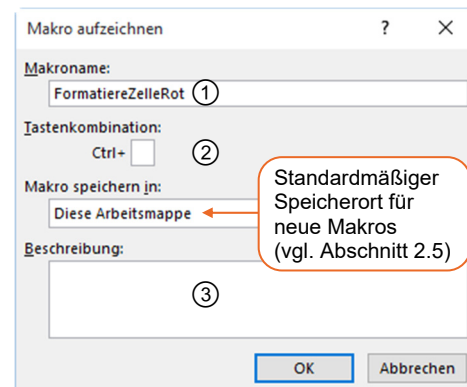 Makro aufzeichnen ? ×
Makroname:
FormatiereZelleRot ①
Tastenkombination:
Ctrl+ ②
Makro speichern in:
Diese Arbeitsmappe
Standardmäßiger
Speicherort für
neue Makros
(vgl. Abschnitt 2.5)
Beschreibung:
③
OK Abbrechen